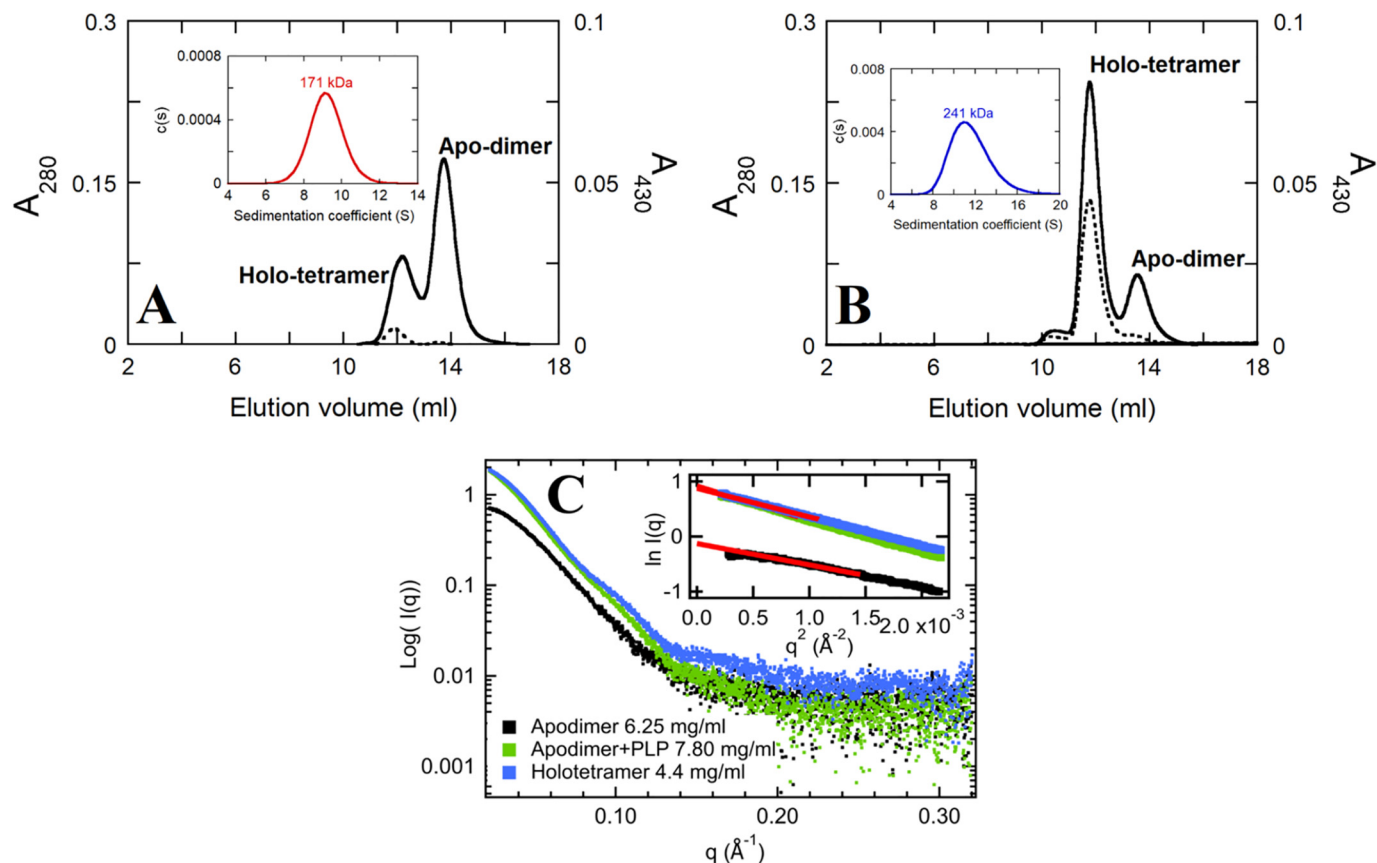 0.3
0.15
0
A280
0.1
0.05
0
A430
2 6 10 14 18
Elution volume (ml)
A
Holo-tetramer
Apo-dimer
0.0008
0.0004
0
c(s)
171 kDa
4 6 8 10 12 14
Sedimentation coefficient (S)
0.3
0.15
0
A280
0.1
0.05
0
A430
2 6 10 14 18
Elution volume (ml)
B
Holo-tetramer
Apo-dimer
0.008
0.004
0
c(s)
241 kDa
4 8 12 16 20
Sedimentation coefficient (S)
C
1
0.1
0.01
0.001
Log( I(q))
0.10 0.20 0.30
q (Å-1)
Apodimer 6.25 mg/ml
Apodimer+PLP 7.80 mg/ml
Holotetramer 4.4 mg/ml
1
0
-1
ln I(q)
0.0 0.5 1.0 1.5 2.0 x10-3
q2 (Å-2)